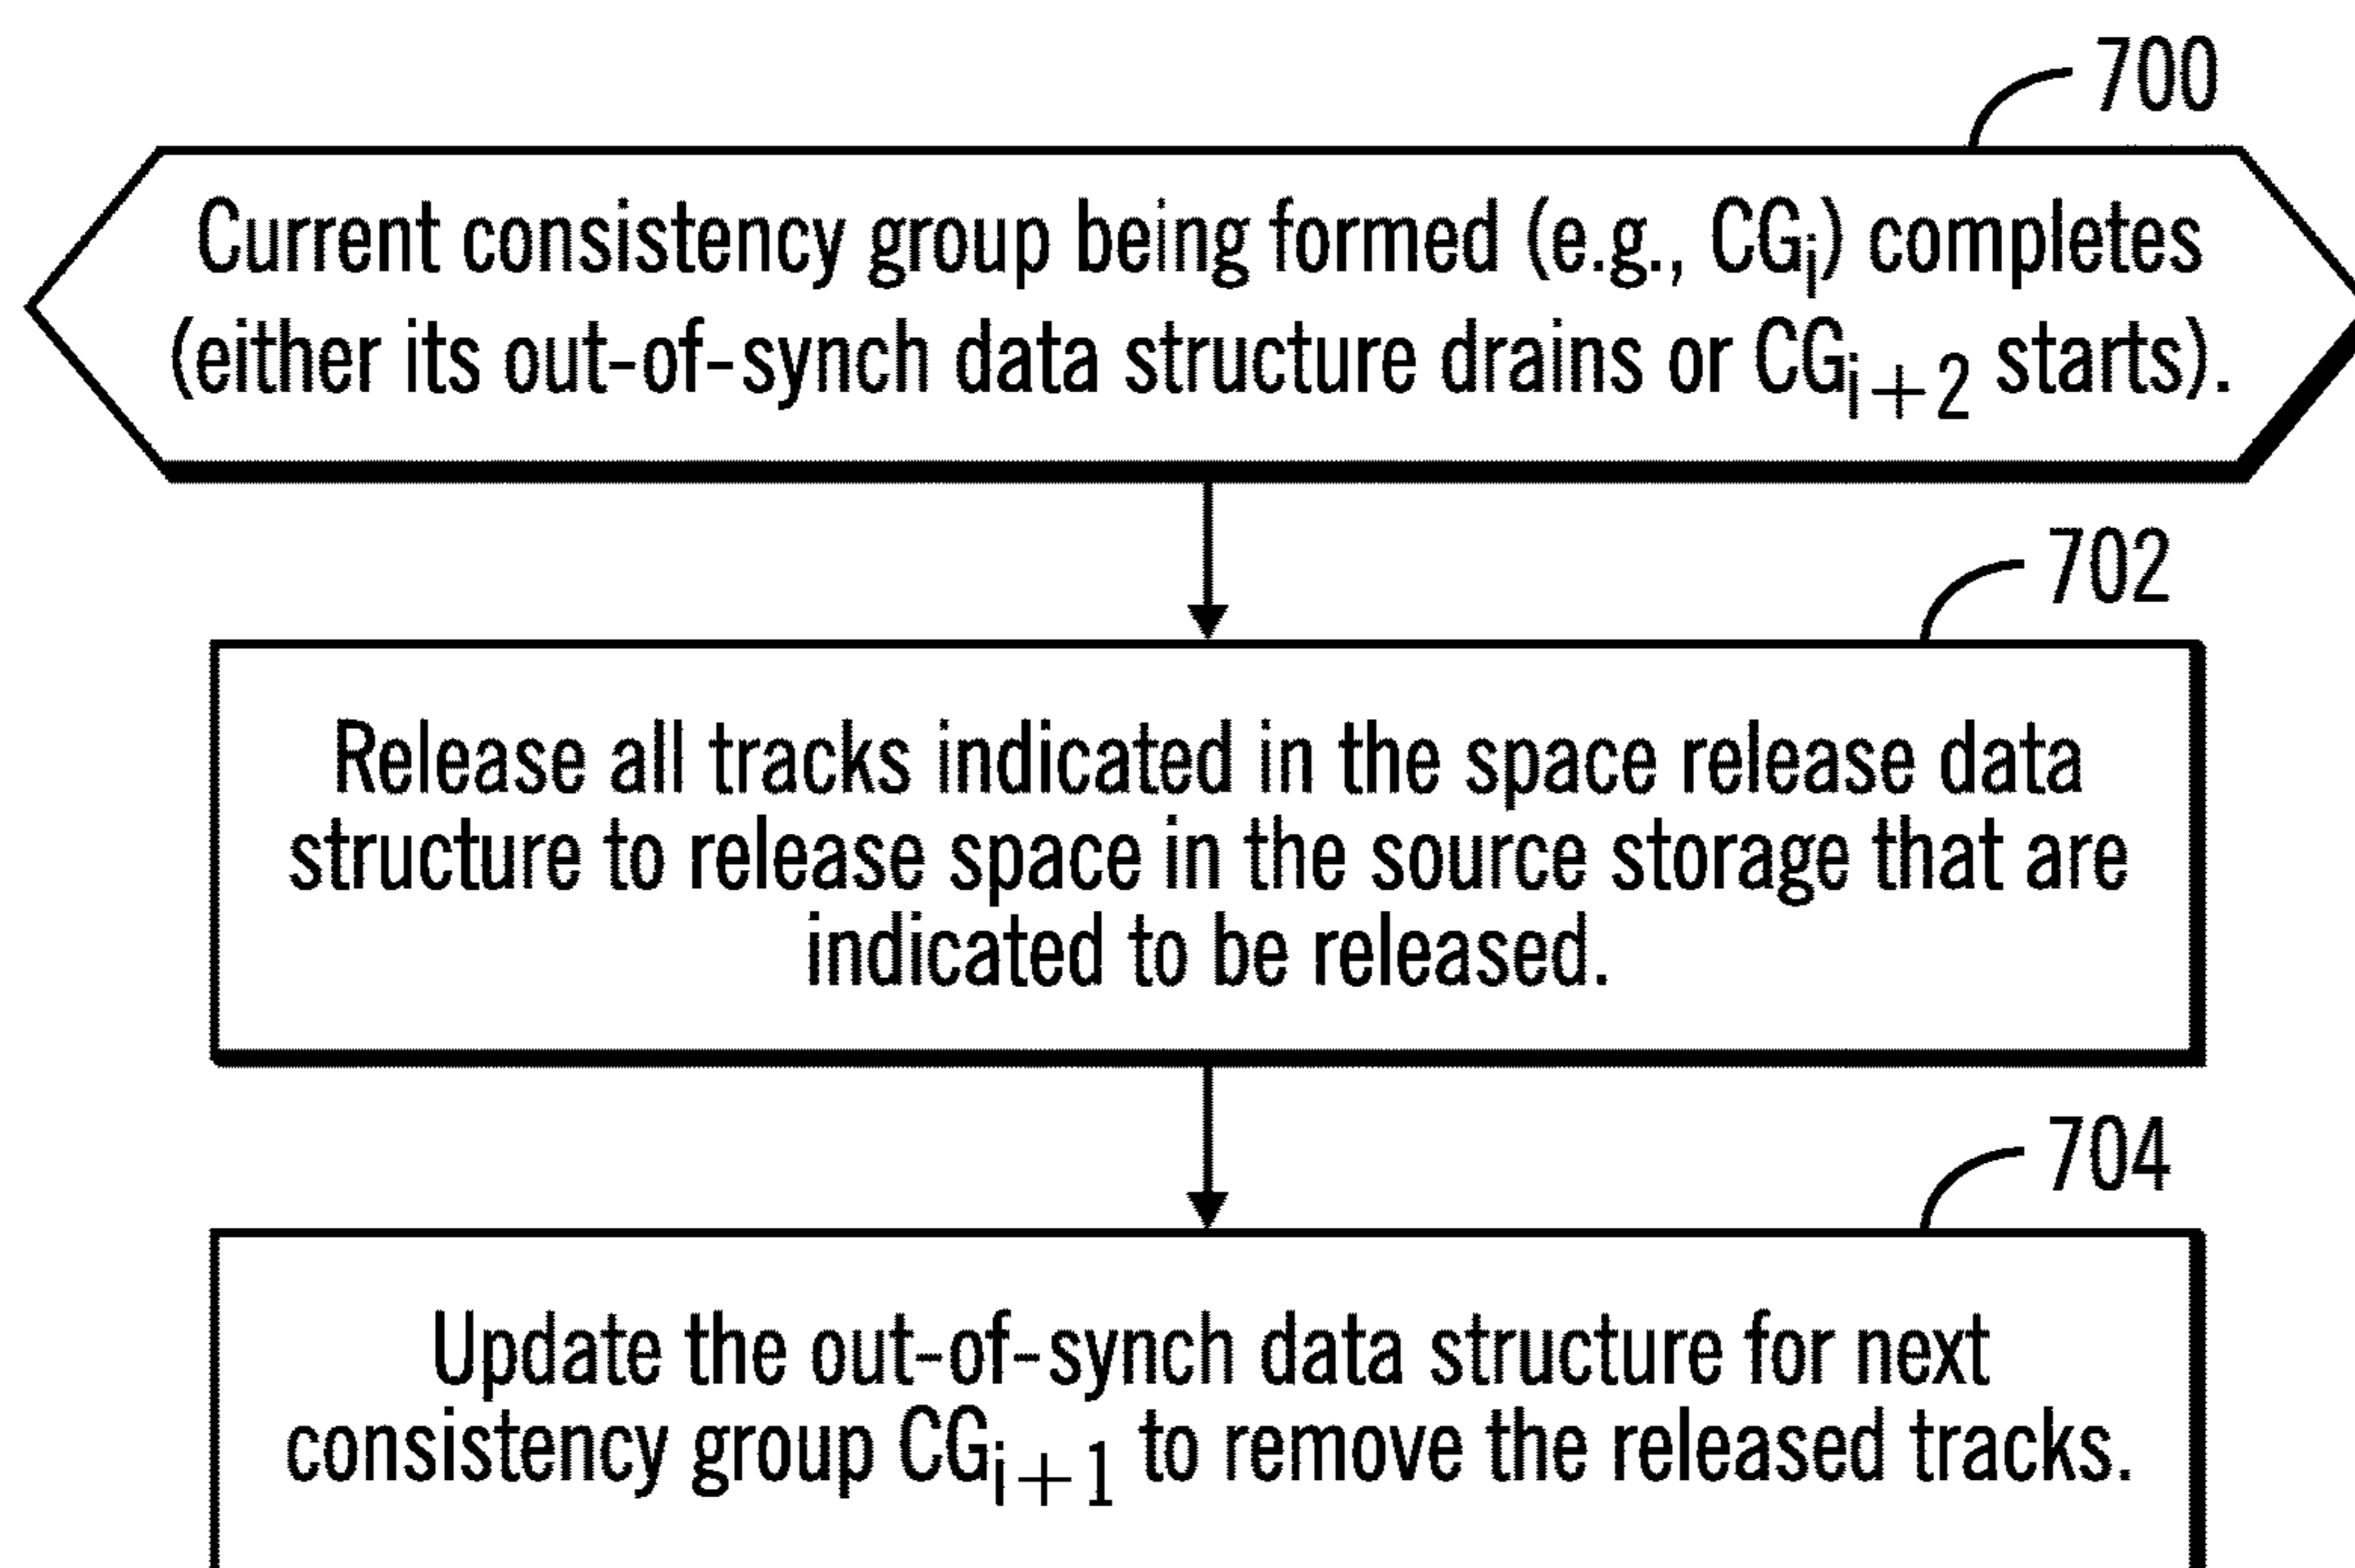 700
Current consistency group being formed (e.g., CGi) completes
(either its out-of-synch data structure drains or CGi+2 starts).
702
Release all tracks indicated in the space release data
structure to release space in the source storage that are
indicated to be released.
704
Update the out-of-synch data structure for next
consistency group CGi+1 to remove the released tracks.